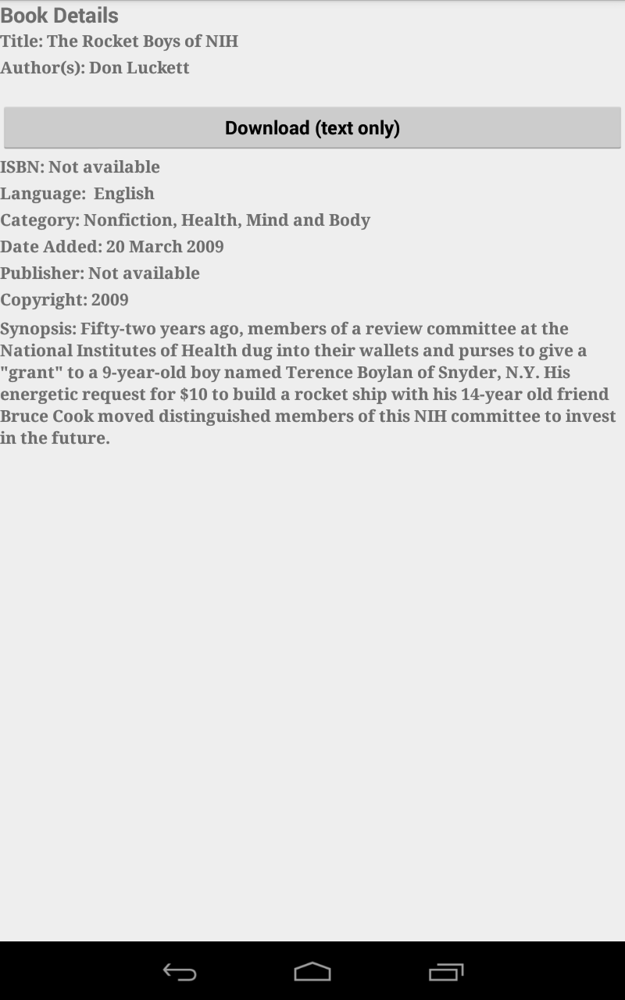 Book Details
Title: The Rocket Boys of NIH
Author(s): Don Luckett
Download (text only)
ISBN: Not available
Language:  English
Category: Nonfiction, Health, Mind and Body
Date Added: 20 March 2009
Publisher: Not available
Copyright: 2009
Synopsis: Fifty-two years ago, members of a review committee at the
National Institutes of Health dug into their wallets and purses to give a
"grant" to a 9-year-old boy named Terence Boylan of Snyder, N.Y. His
energetic request for $10 to build a rocket ship with his 14-year old friend
Bruce Cook moved distinguished members of this NIH committee to invest
in the future.